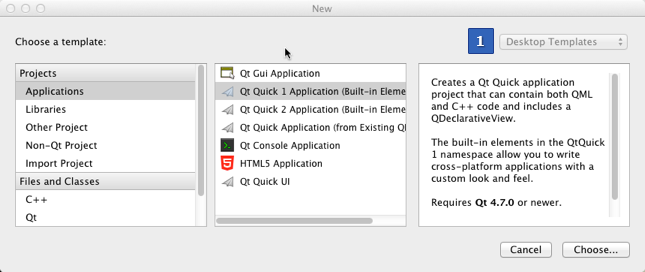 New
Choose a template:
1
Desktop Templates
Projects
Applications
Libraries
Other Project
Non-Qt Project
Import Project
Files and Classes
C++
Qt
Qt Gui Application
Qt Quick 1 Application (Built-in Eleme
Qt Quick 2 Application (Built-in Eleme
Qt Quick Application (from Existing Q
Qt Console Application
HTML5 Application
Qt Quick UI
Creates a Qt Quick application
project that can contain both QML
and C++ code and includes a
QDeclarativeView.
The built-in elements in the QtQuick
1 namespace allow you to write
cross-platform applications with a
custom look and feel.
Requires Qt 4.7.0 or newer.
Cancel
Choose...